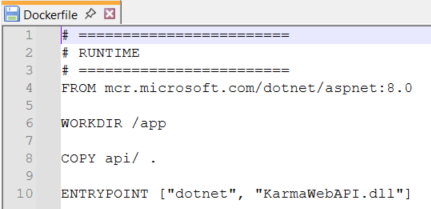 Dockerfile
1 # =========================
2 # RUNTIME
3 # =========================
4 FROM mcr.microsoft.com/dotnet/aspnet:8.0
5
6 WORKDIR /app
7
8 COPY api/ .
9
10 ENTRYPOINT ["dotnet", "KarmaWebAPI.dll"]